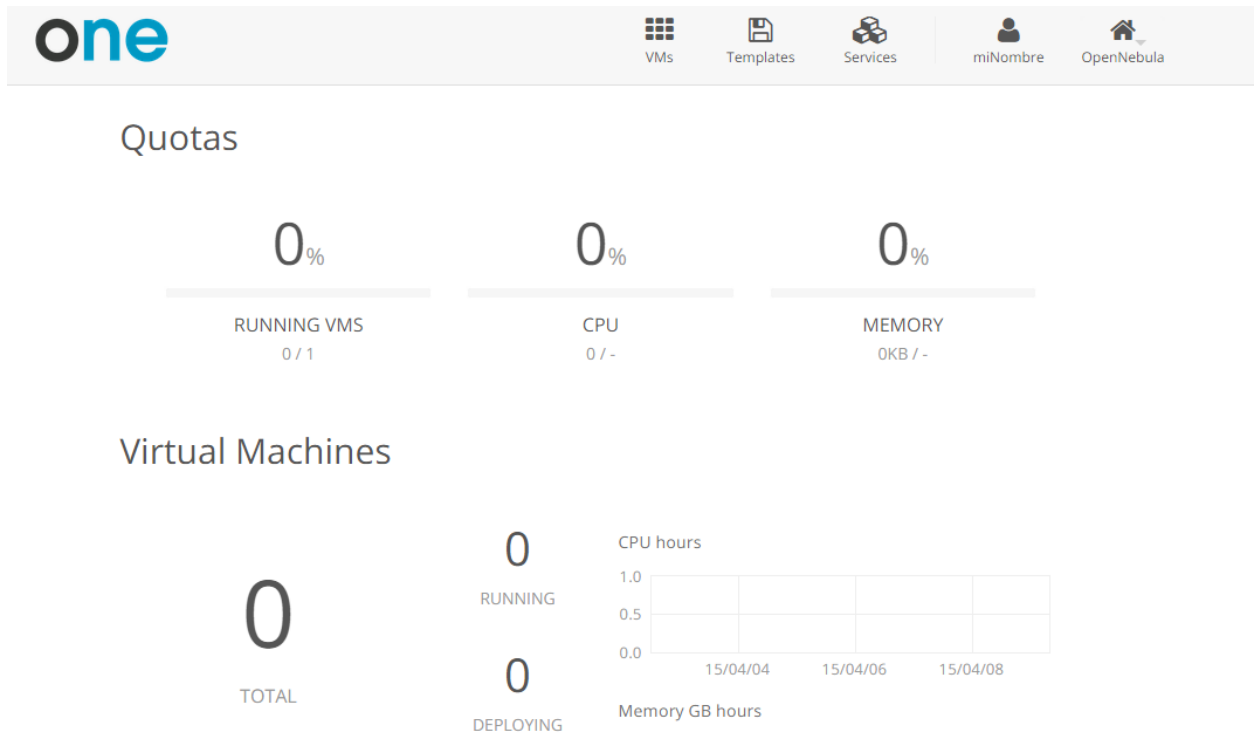 one
VMs Templates Services miNombre OpenNebula
Quotas
0% 0% 0%
RUNNING VMS CPU MEMORY
0 / 1 0 / - 0KB / -
Virtual Machines
0
TOTAL
0
RUNNING
0
DEPLOYING
CPU hours
1.0
0.5
0.0
15/04/04 15/04/06 15/04/08
Memory GB hours